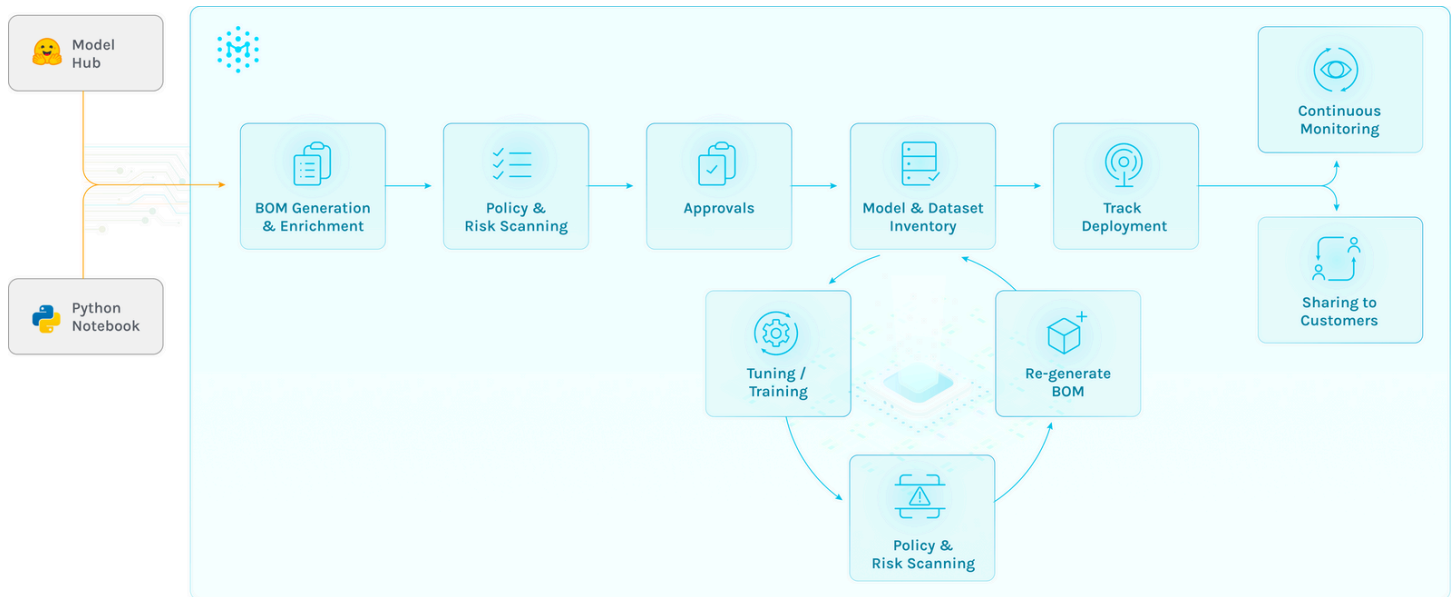 Model
Hub
Python
Notebook
BOM Generation
& Enrichment
Policy &
Risk Scanning
Approvals
Model & Dataset
Inventory
Track
Deployment
Continuous
Monitoring
Sharing to
Customers
Tuning /
Training
Re-generate
BOM
Policy &
Risk Scanning